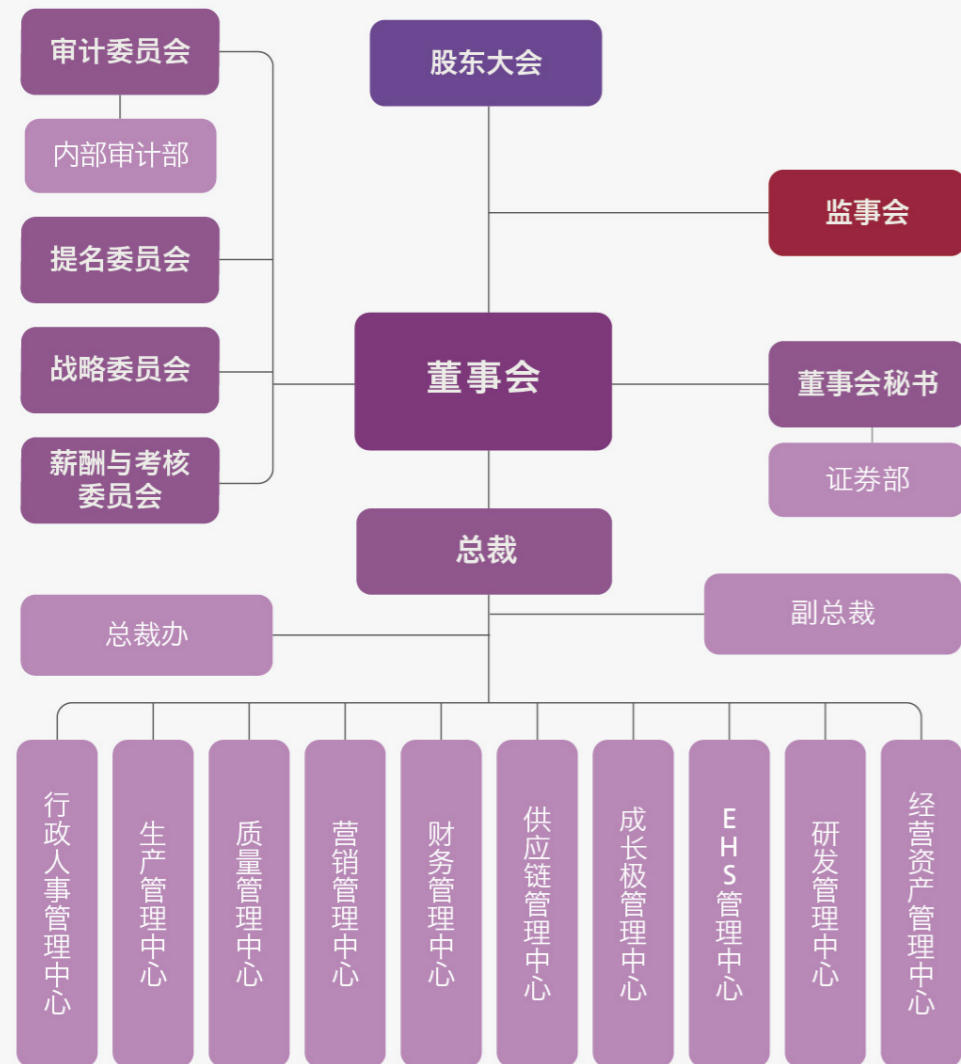 审计委员会
股东大会
内部审计部
监事会
提名委员会
战略委员会
董事会
董事会秘书
薪酬与考核
委员会
证券部
总裁
总裁办
副总裁
行政人事管理中心
生产管理中心
质量管理中心
营销管理中心
财务管理中心
供应链管理中心
成长极管理中心
EHS管理中心
研发管理中心
经营资产管理中心